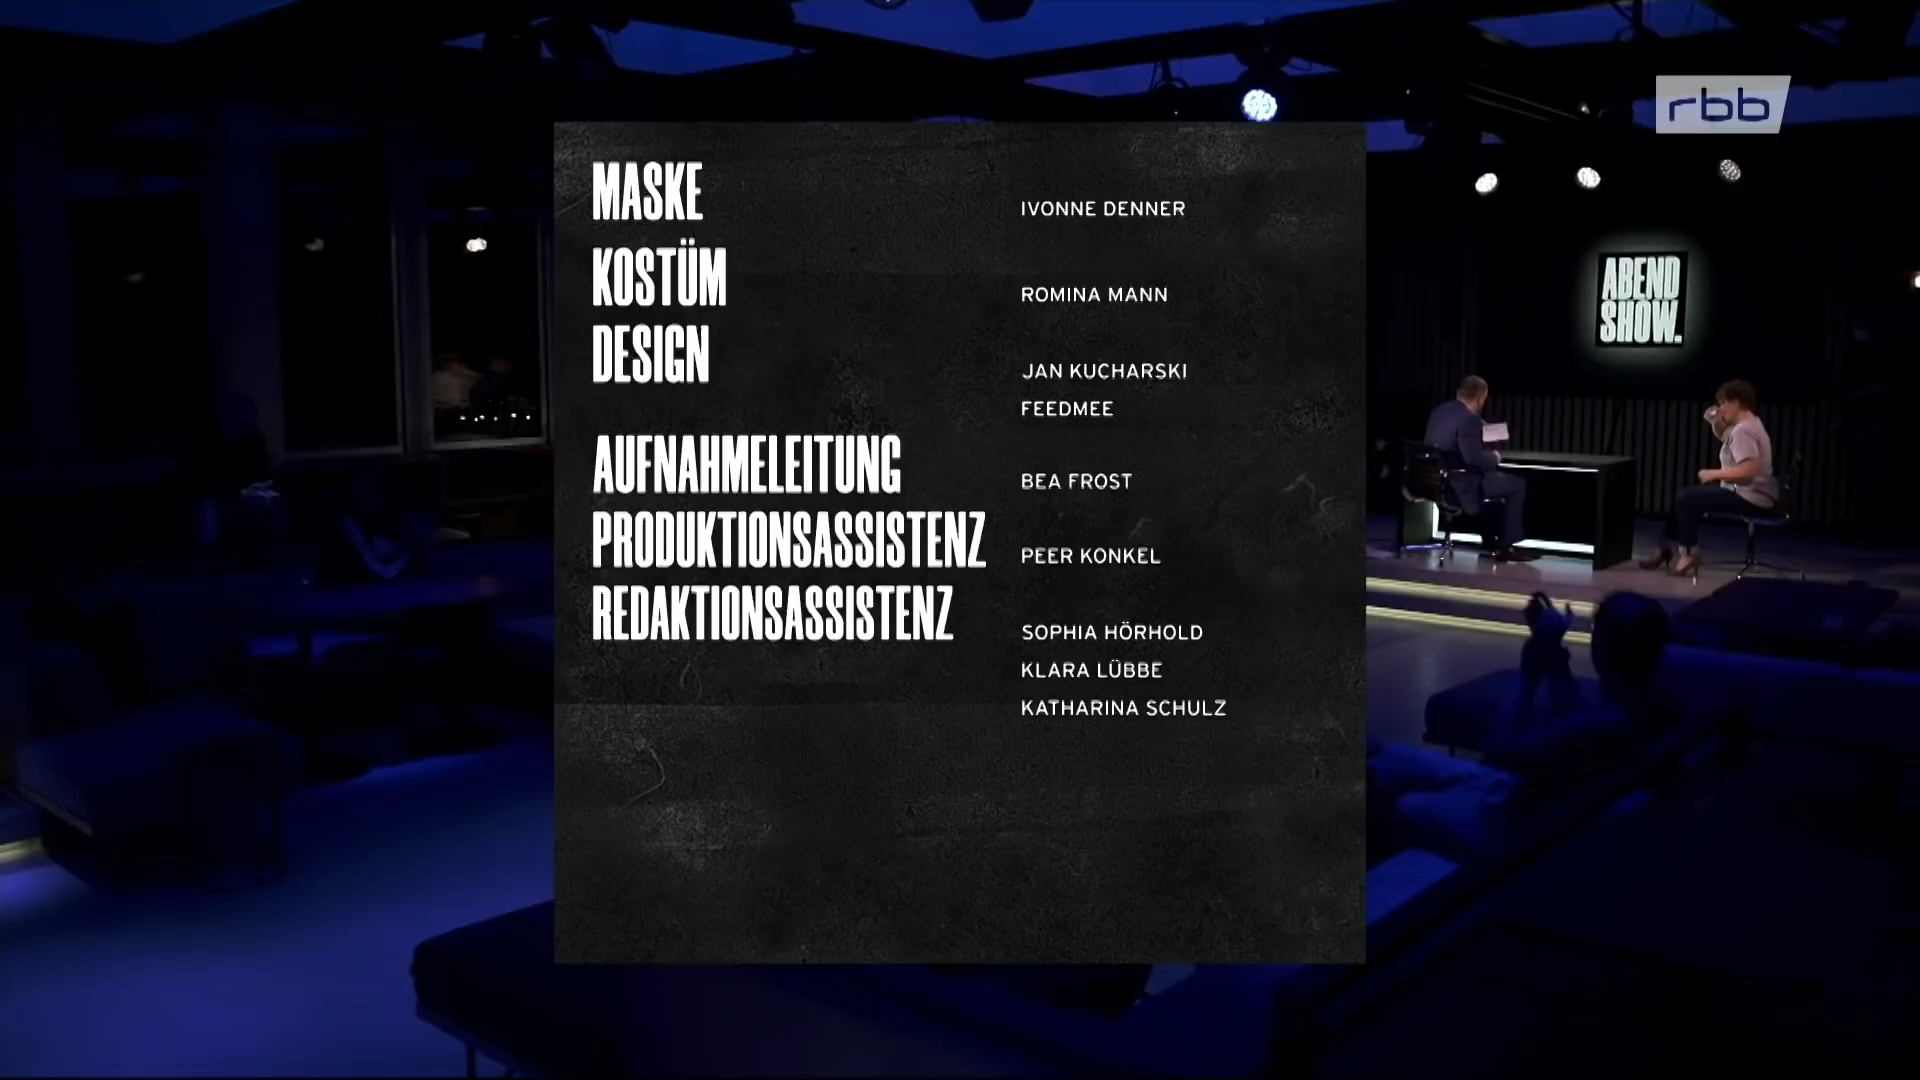 rbb
MASKE
IVONNE DENNER
KOSTÜM
ROMINA MANN
DESIGN
JAN KUCHARSKI
FEEDMEE
AUFNAHMELEITUNG
BEA FROST
PRODUKTIONSASSISTENZ
PEER KONKEL
REDAKTIONSASSISTENZ
SOPHIA HÖRHOLD
KLARA LÜBBE
KATHARINA SCHULZ
ABEND
SHOW.